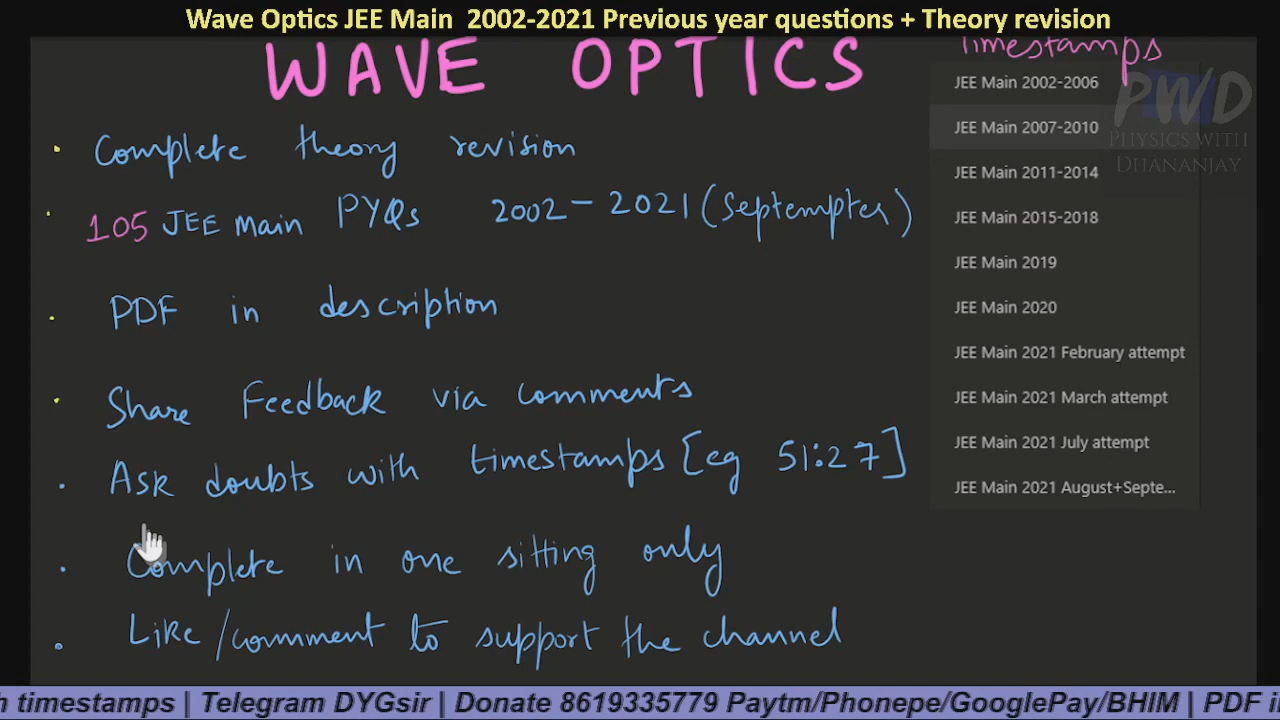 Wave Optics JEE Main 2002-2021 Previous year questions + Theory revision
WAVE OPTICS
Complete theory revision
105 JEE Main PYQs 2002-2021 (Septempter)
PDF in description
Share Feedback via comments
Ask doubts with timestamps [eg 51:27]
Complete in one sitting only
Like/comment to support the channel
Timestamps
JEE Main 2002-2006
JEE Main 2007-2010
JEE Main 2011-2014
JEE Main 2015-2018
JEE Main 2019
JEE Main 2020
JEE Main 2021 February attempt
JEE Main 2021 March attempt
JEE Main 2021 July attempt
JEE Main 2021 August+Septe...
PWD
PHYSICS WITH
DHANANJAY
h timestamps | Telegram DYGsir | Donate 8619335779 Paytm/Phonepe/GooglePay/BHIM | PDF i